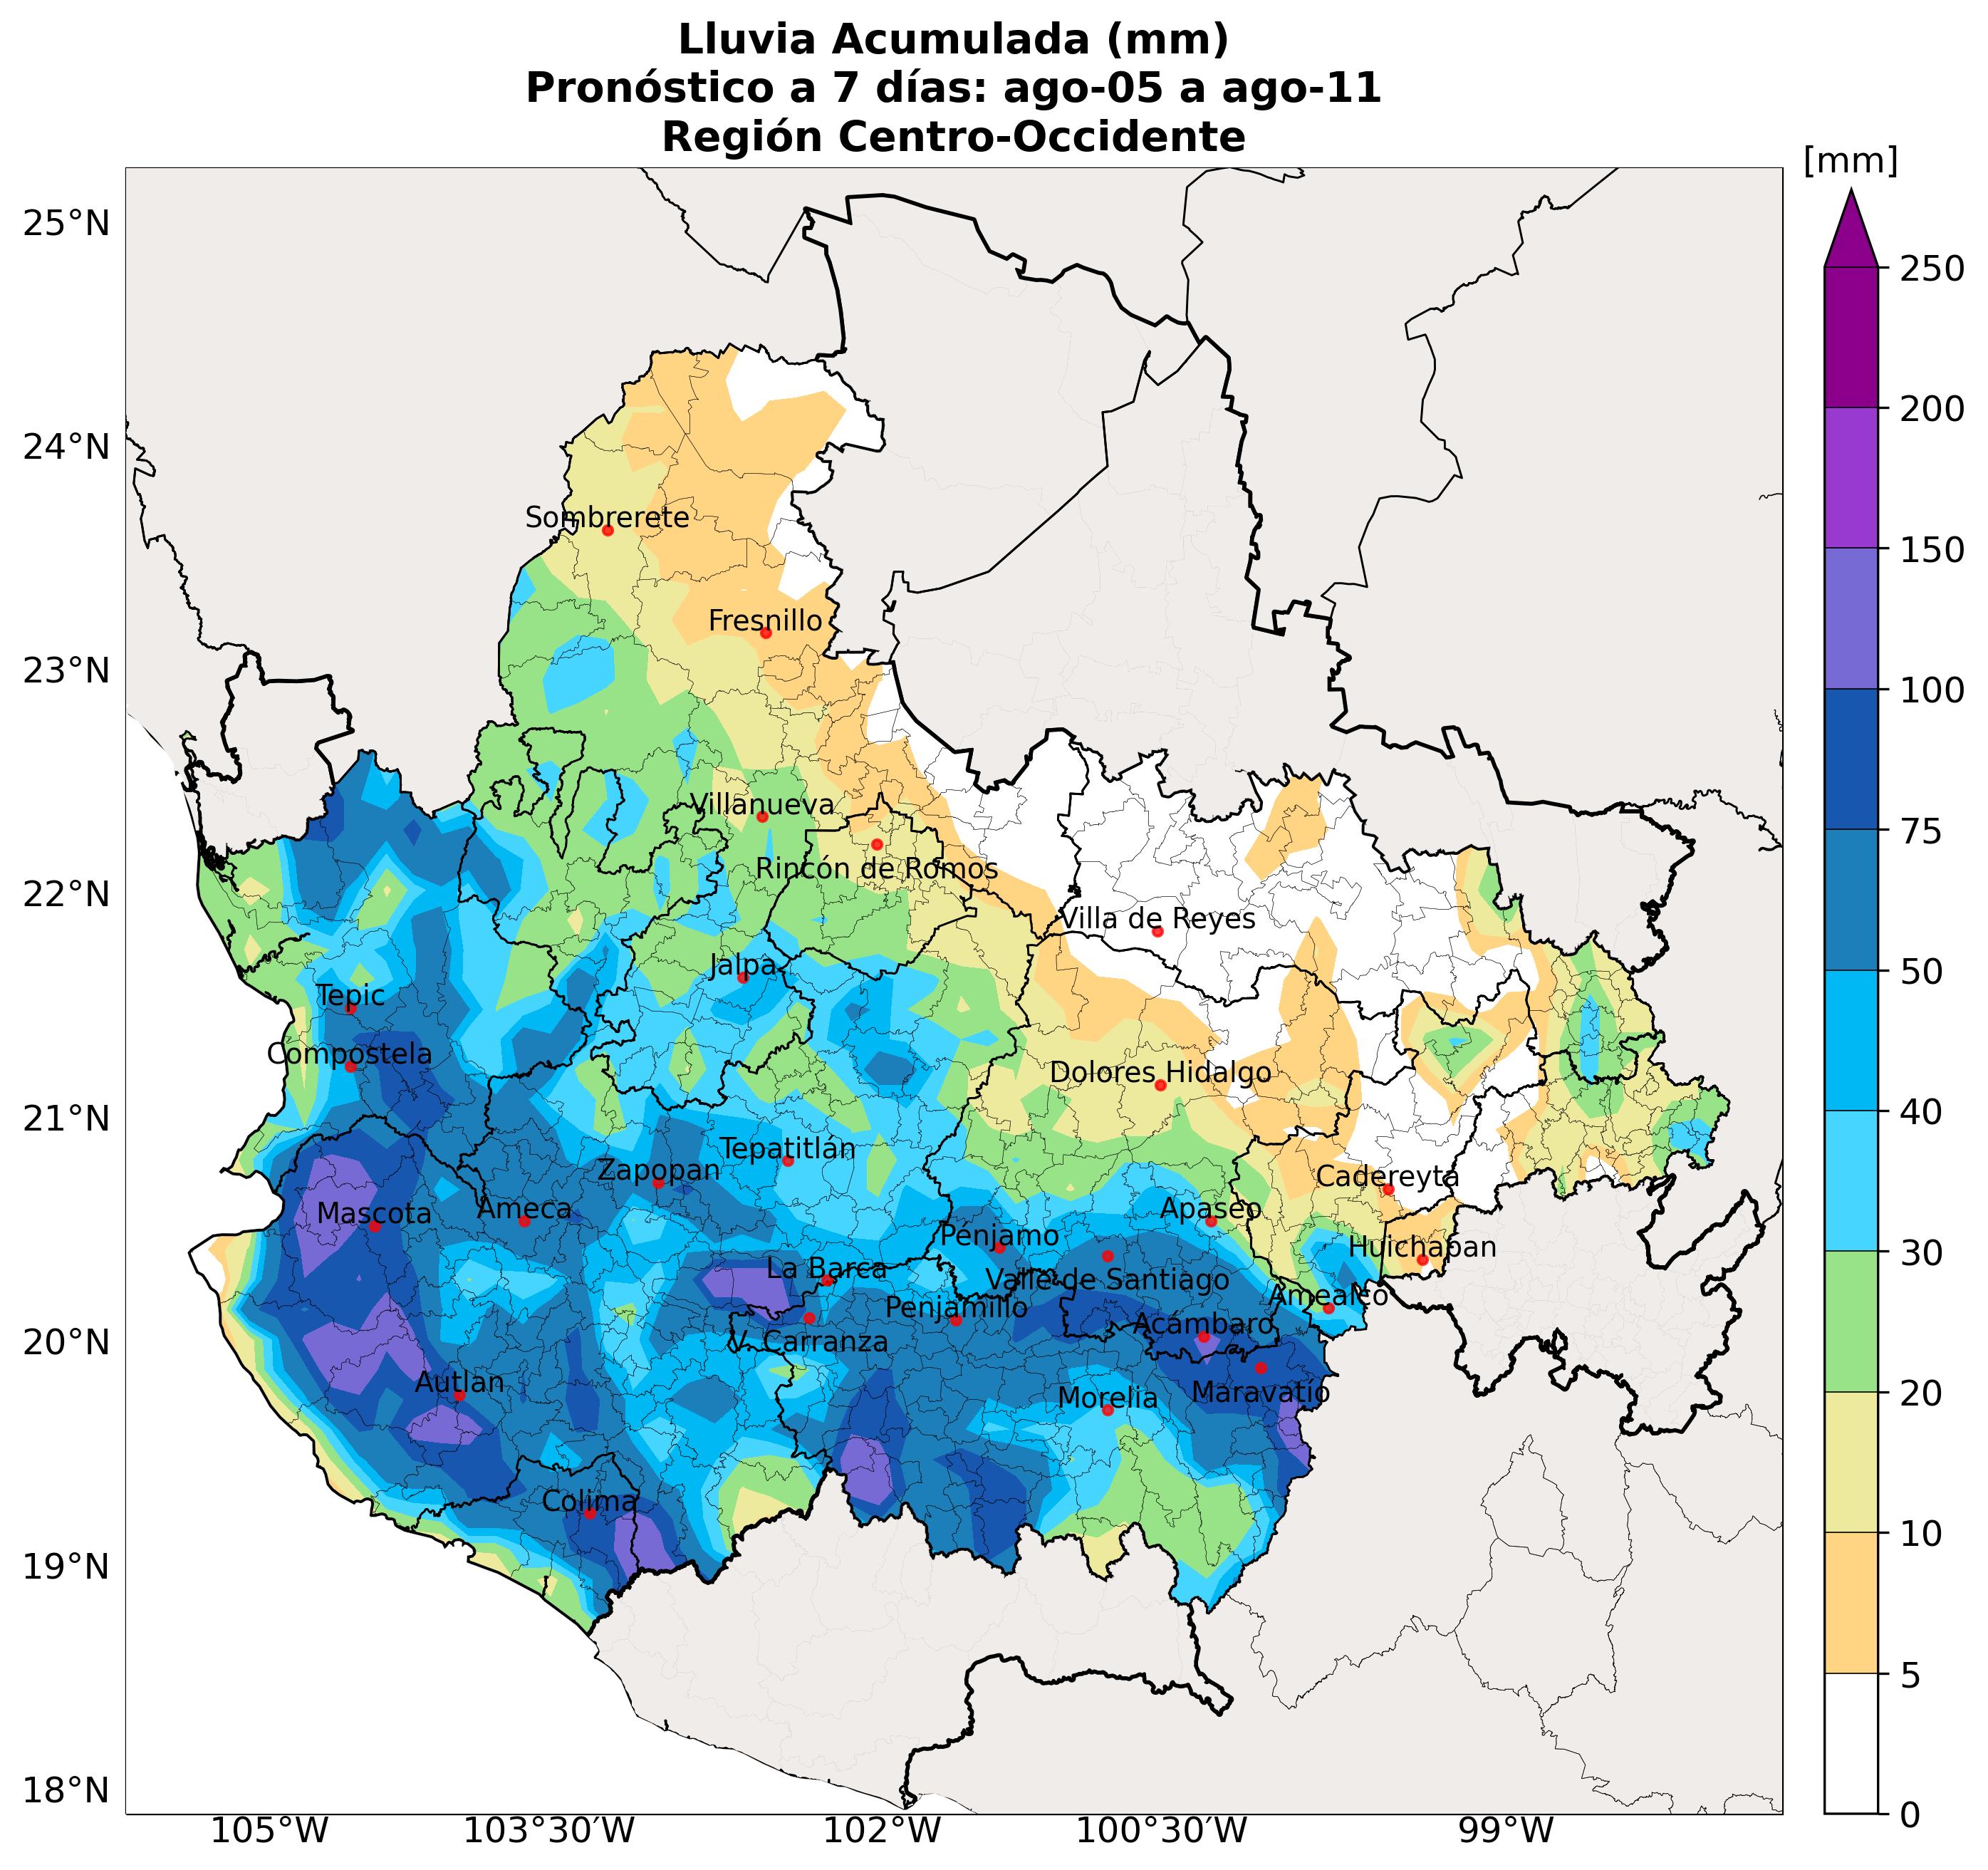 Lluvia Acumulada (mm)
Pronóstico a 7 días: ago-05 a ago-11
Región Centro-Occidente
[mm]
25°N
24°N
23°N
22°N
21°N
20°N
19°N
18°N
250
200
150
100
75
50
40
30
20
10
5
0
Sombrerete
Fresnillo
Villanueva
Rincón de Romos
Villa de Reyes
Jalpa
Tepic
Compostela
Dolores Hidalgo
Tepatitlán
Zapopan
Cadereyta
Mascota
Ameca
Apaseo
Pénjamo
Huichapan
La Barca
Valle de Santiago
Amealco
Penjamillo
Acámbaro
V. Carranza
Autlan
Maravatío
Morelia
Colima
105°W
103°30'W
102°W
100°30'W
99°W